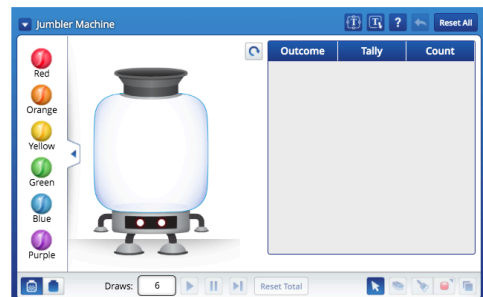 Jumbler Machine
T
T
?
Reset All
Outcome Tally Count
Red
Orange
Yellow
Green
Blue
Purple
Draws: 6
Reset Total